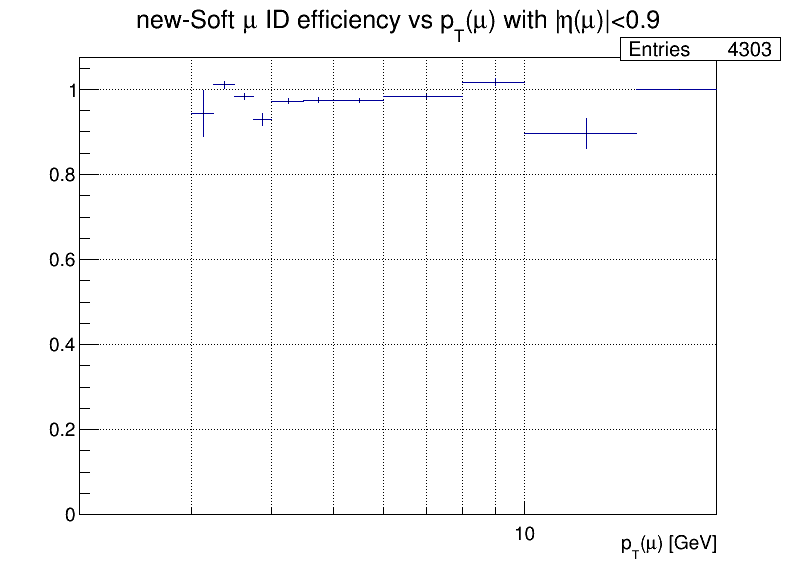 new-Soft μ ID efficiency vs p_T(μ) with |η(μ)|<0.9
Entries 4303
1
0.8
0.6
0.4
0.2
0
10
p_T(μ) [GeV]